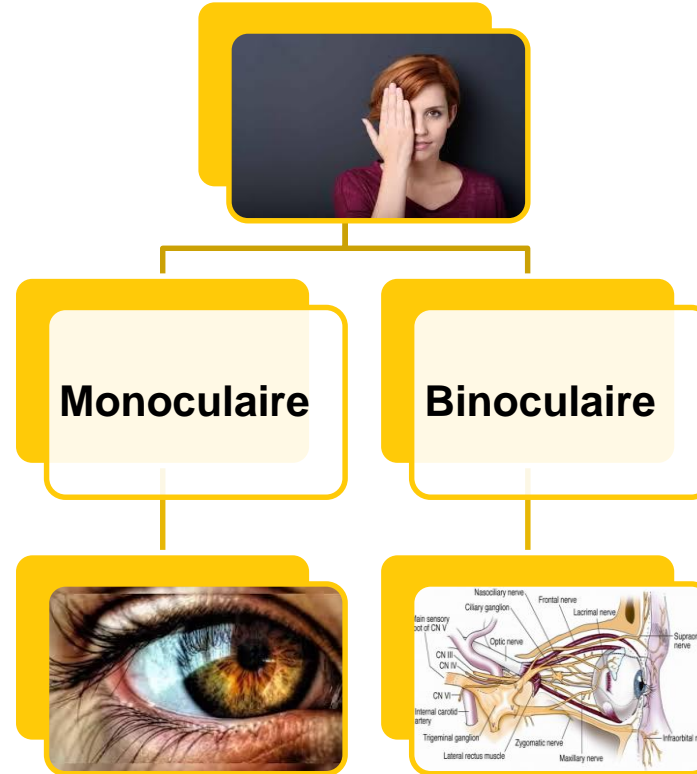 Monoculaire
Binoculaire
Nasociliary nerve
Frontal nerve
Ciliary ganglion
Lacrimal nerve
Main sensory
root of CN V
Optic nerve
CN III
CN IV
CN VI
Internal carotid
artery
Trigeminal ganglion
Lateral rectus muscle
Zygomatic nerve
Maxillary nerve
nerve